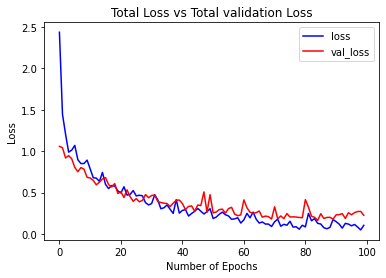 Total Loss vs Total validation Loss
loss
val_loss
Loss
2.5
2.0
1.5
1.0
0.5
0.0
0
20
40
60
80
100
Number of Epochs